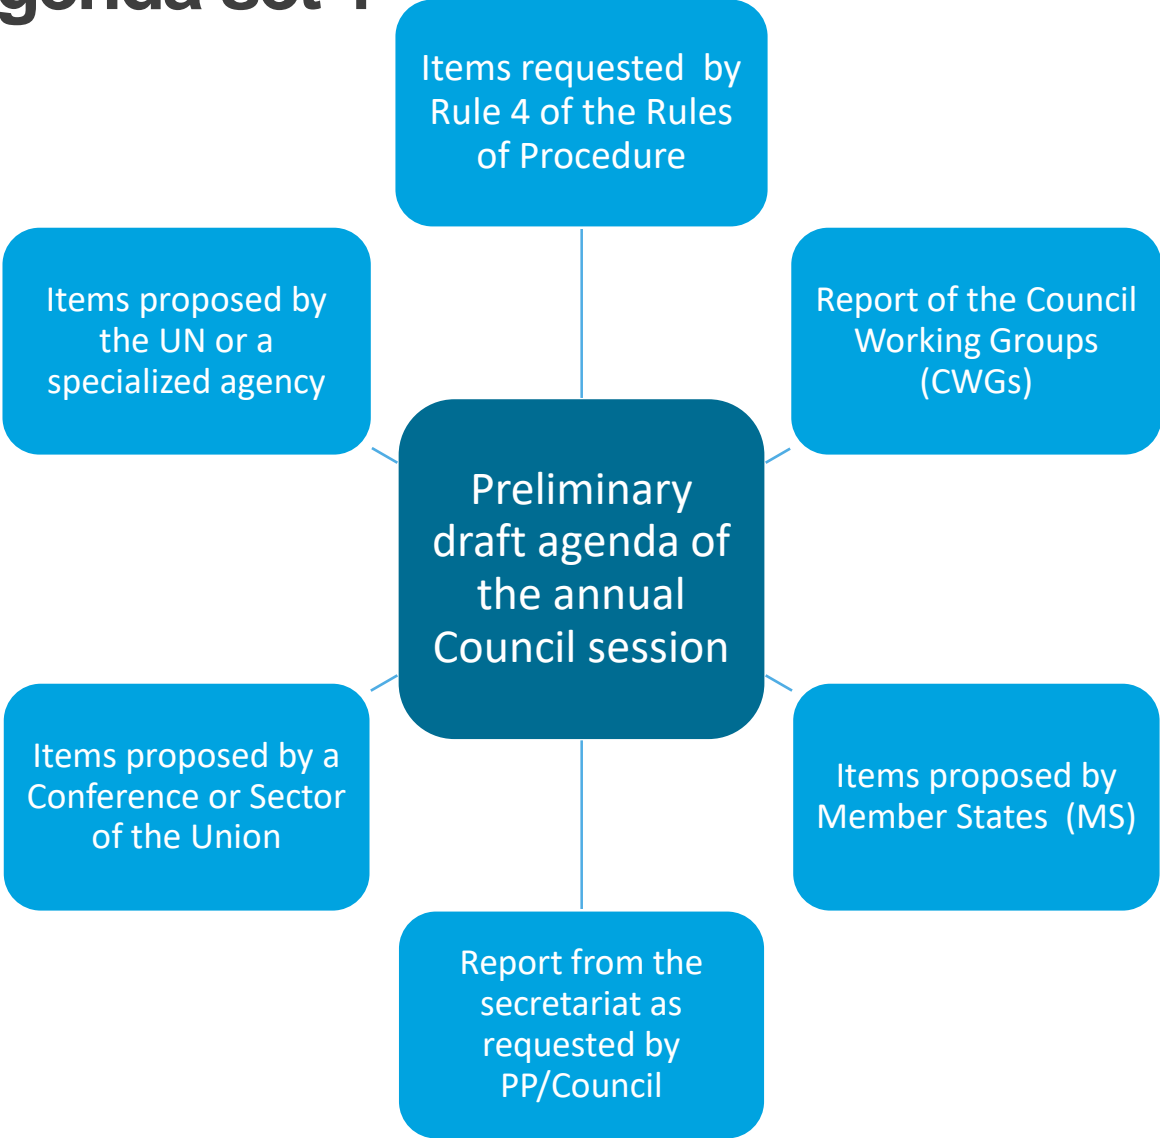 Items requested by
Rule 4 of the Rules
of Procedure
Items proposed by
the UN or a
specialized agency
Report of the Council
Working Groups
(CWGs)
Preliminary
draft agenda of
the annual
Council session
Items proposed by a
Conference or Sector
of the Union
Items proposed by
Member States (MS)
Report from the
secretariat as
requested by
PP/Council